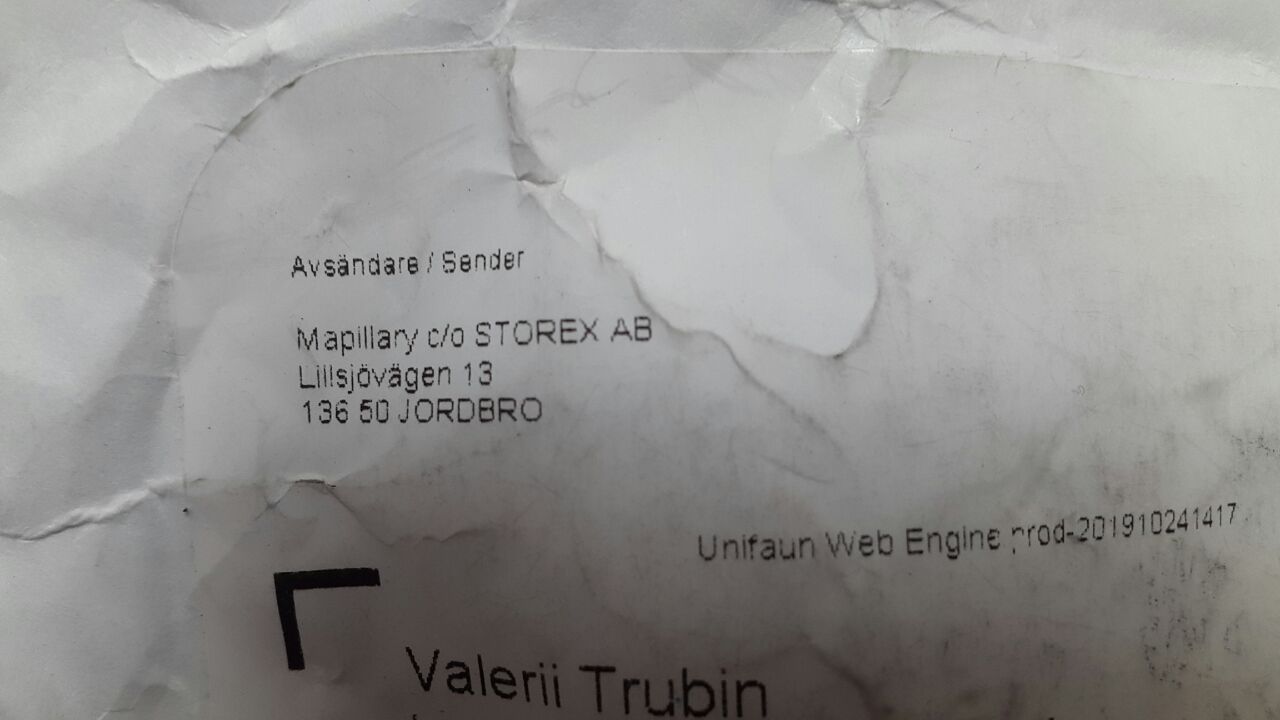 Avsändare / Sender
Mapillary c/o STOREX AB
Lillsjövägen 13
136 50 JORDBRO
Unifaun Web Engine prod-201910241417
Valerii Trubin